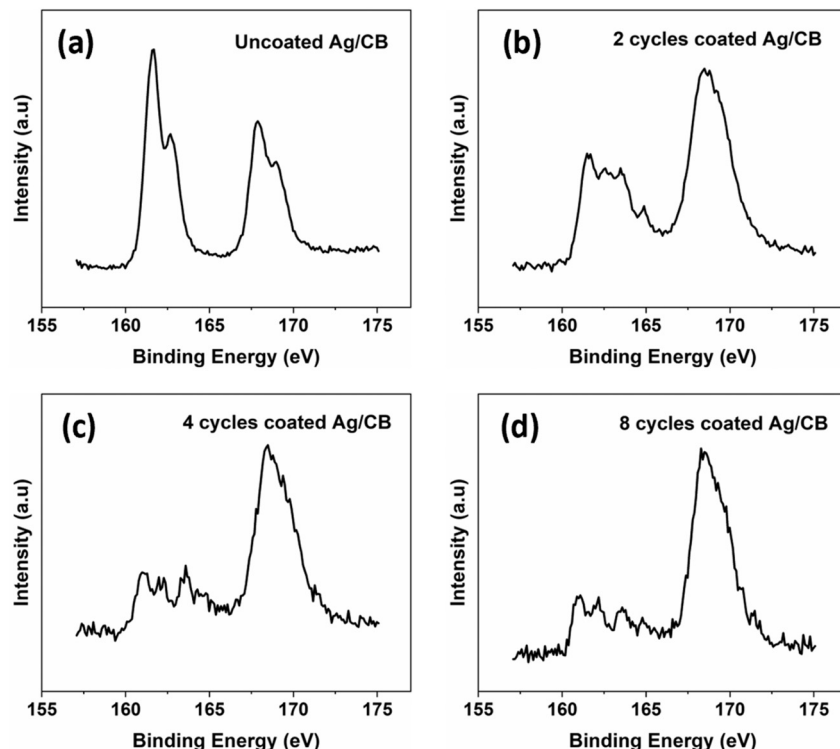 (a) Uncoated Ag/CB
Intensity (a.u)
155 160 165 170 175
Binding Energy (eV)
(b) 2 cycles coated Ag/CB
Intensity (a.u)
155 160 165 170 175
Binding Energy (eV)
(c) 4 cycles coated Ag/CB
Intensity (a.u)
155 160 165 170 175
Binding Energy (eV)
(d) 8 cycles coated Ag/CB
Intensity (a.u)
155 160 165 170 175
Binding Energy (eV)